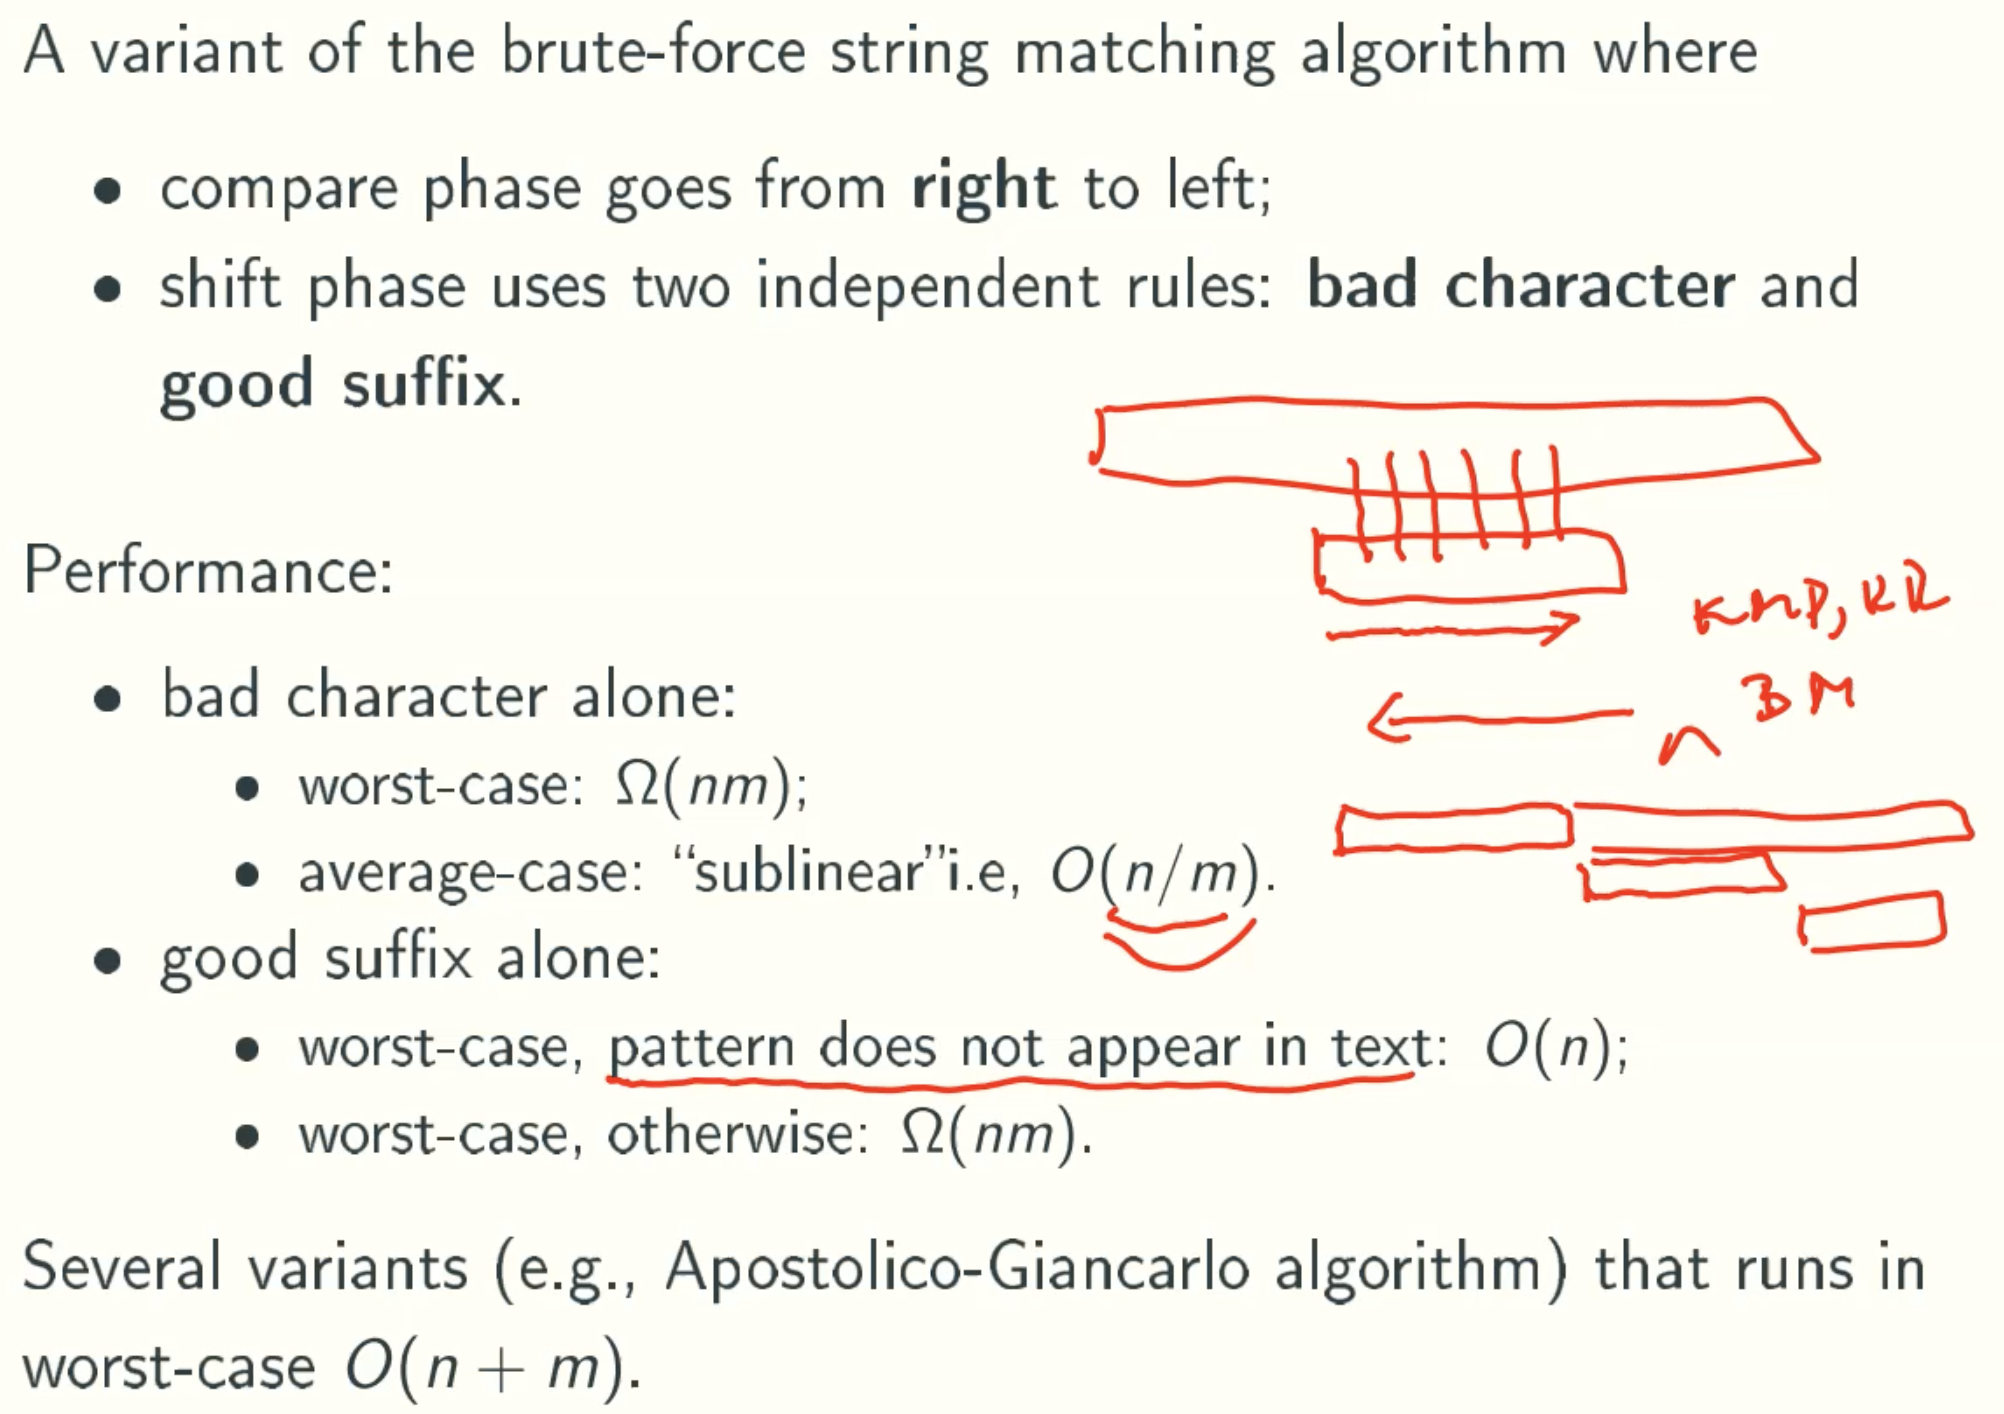 A variant of the brute-force string matching algorithm where
• compare phase goes from right to left;
• shift phase uses two independent rules: bad character and
good suffix.
Performance:
KMP, KR
• bad character alone:
BM
n
• worst-case: Ω(nm);
• average-case: “sublinear”i.e, O(n/m).
• good suffix alone:
• worst-case, pattern does not appear in text: O(n);
• worst-case, otherwise: Ω(nm).
Several variants (e.g., Apostolico-Giancarlo algorithm) that runs in
worst-case O(n + m).